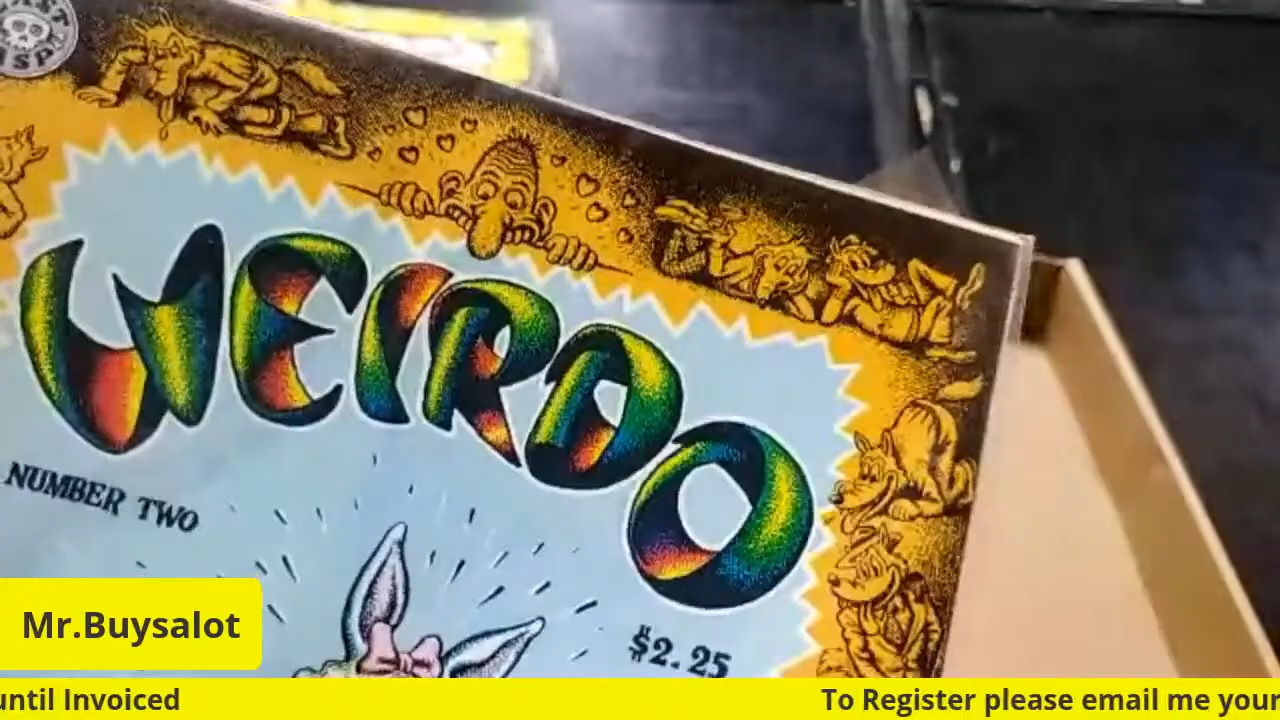 WEIRDO
NUMBER TWO
$2.25
Mr.Buysalot
until Invoiced
To Register please email me your